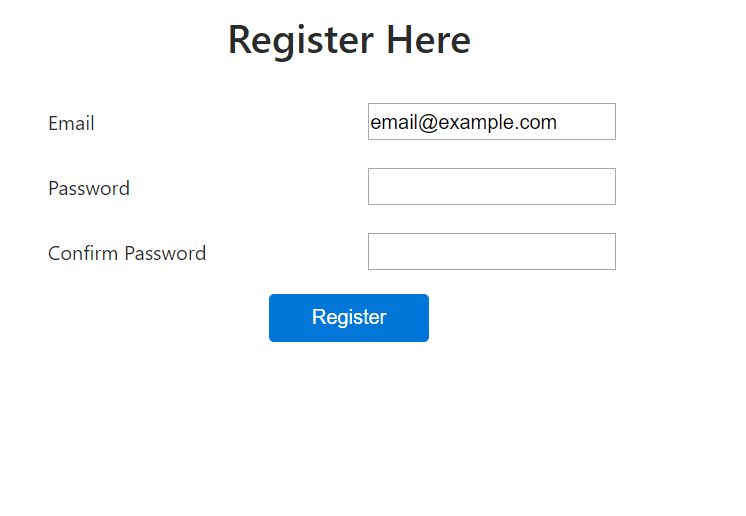 Register Here
Email
email@example.com
Password
Confirm Password
Register